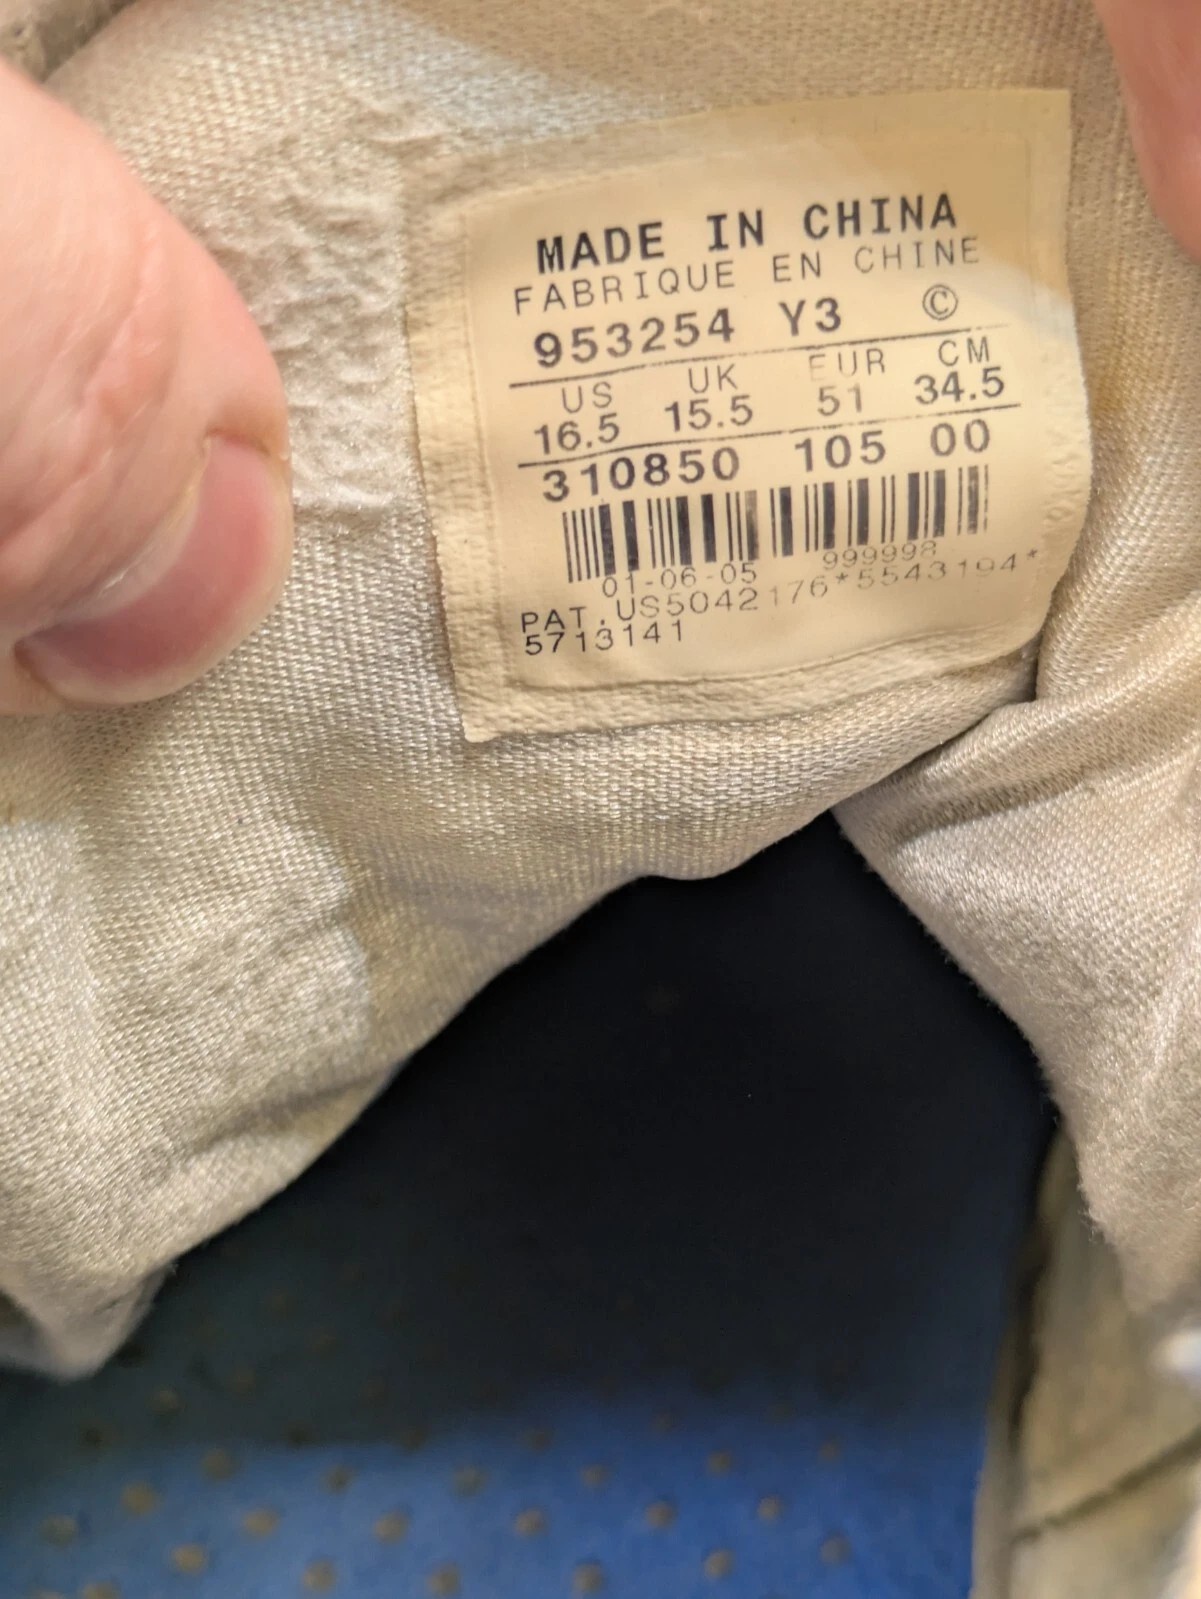 MADE IN CHINA
FABRIQUE EN CHINE
953254 Y3 ©
US UK EUR CM
16.5 15.5 51 34.5
310850 105 00
01-06-05 999998
PAT.US5042176*5543194*
5713141